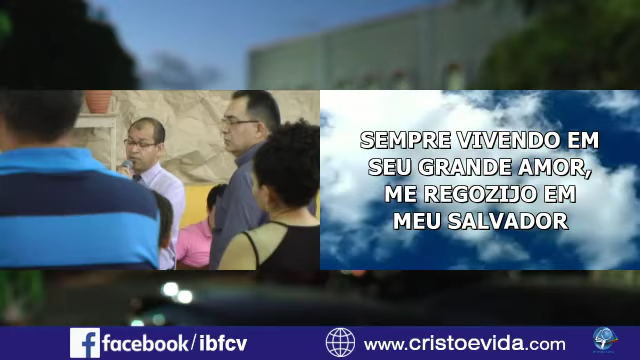 SEMPRE VIVENDO EM
SEU GRANDE AMOR,
ME REGOZIJO EM
MEU SALVADOR
facebook/ibfcv
www.cristoevida.com